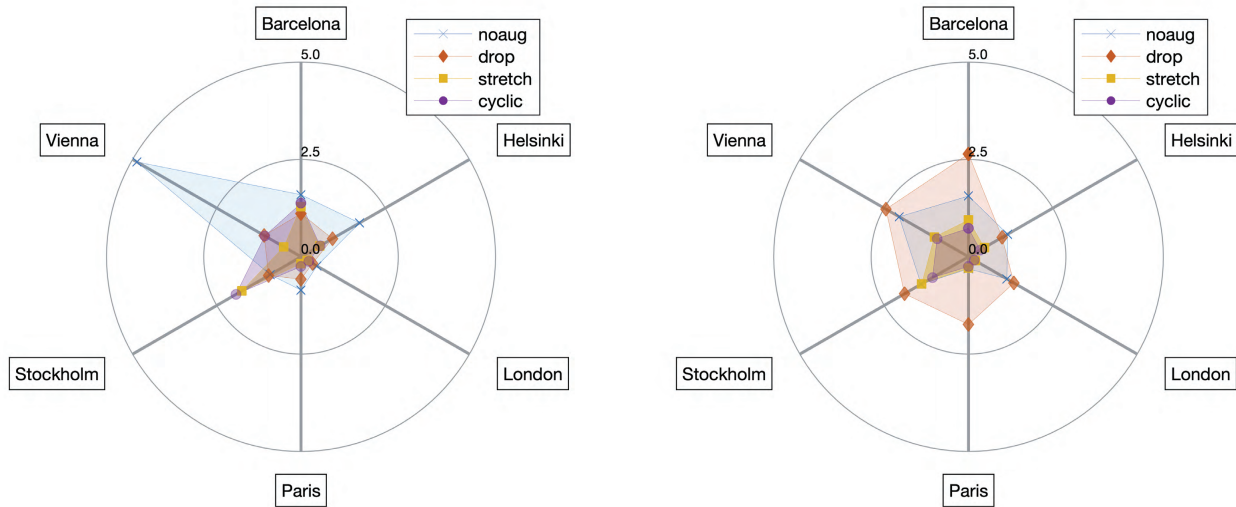 Barcelona
noaug
drop
stretch
cyclic
5.0
Vienna
Helsinki
2.5
0.0
Stockholm
London
Paris
Barcelona
noaug
drop
stretch
cyclic
5.0
Vienna
Helsinki
2.5
0.0
Stockholm
London
Paris